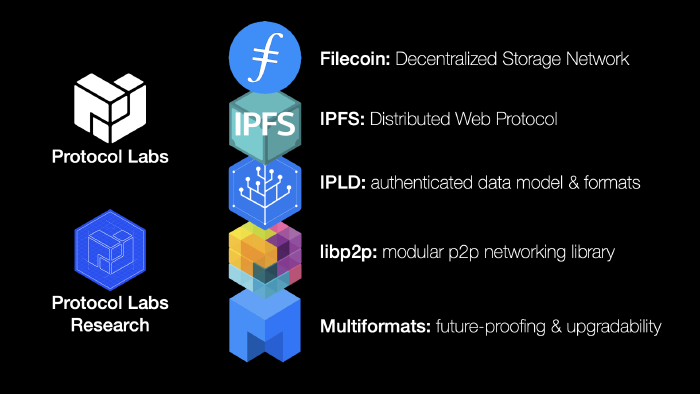 Protocol Labs
Protocol Labs
Research
Filecoin: Decentralized Storage Network
IPFS
IPFS: Distributed Web Protocol
IPLD: authenticated data model & formats
libp2p: modular p2p networking library
Multiformats: future-proofing & upgradability